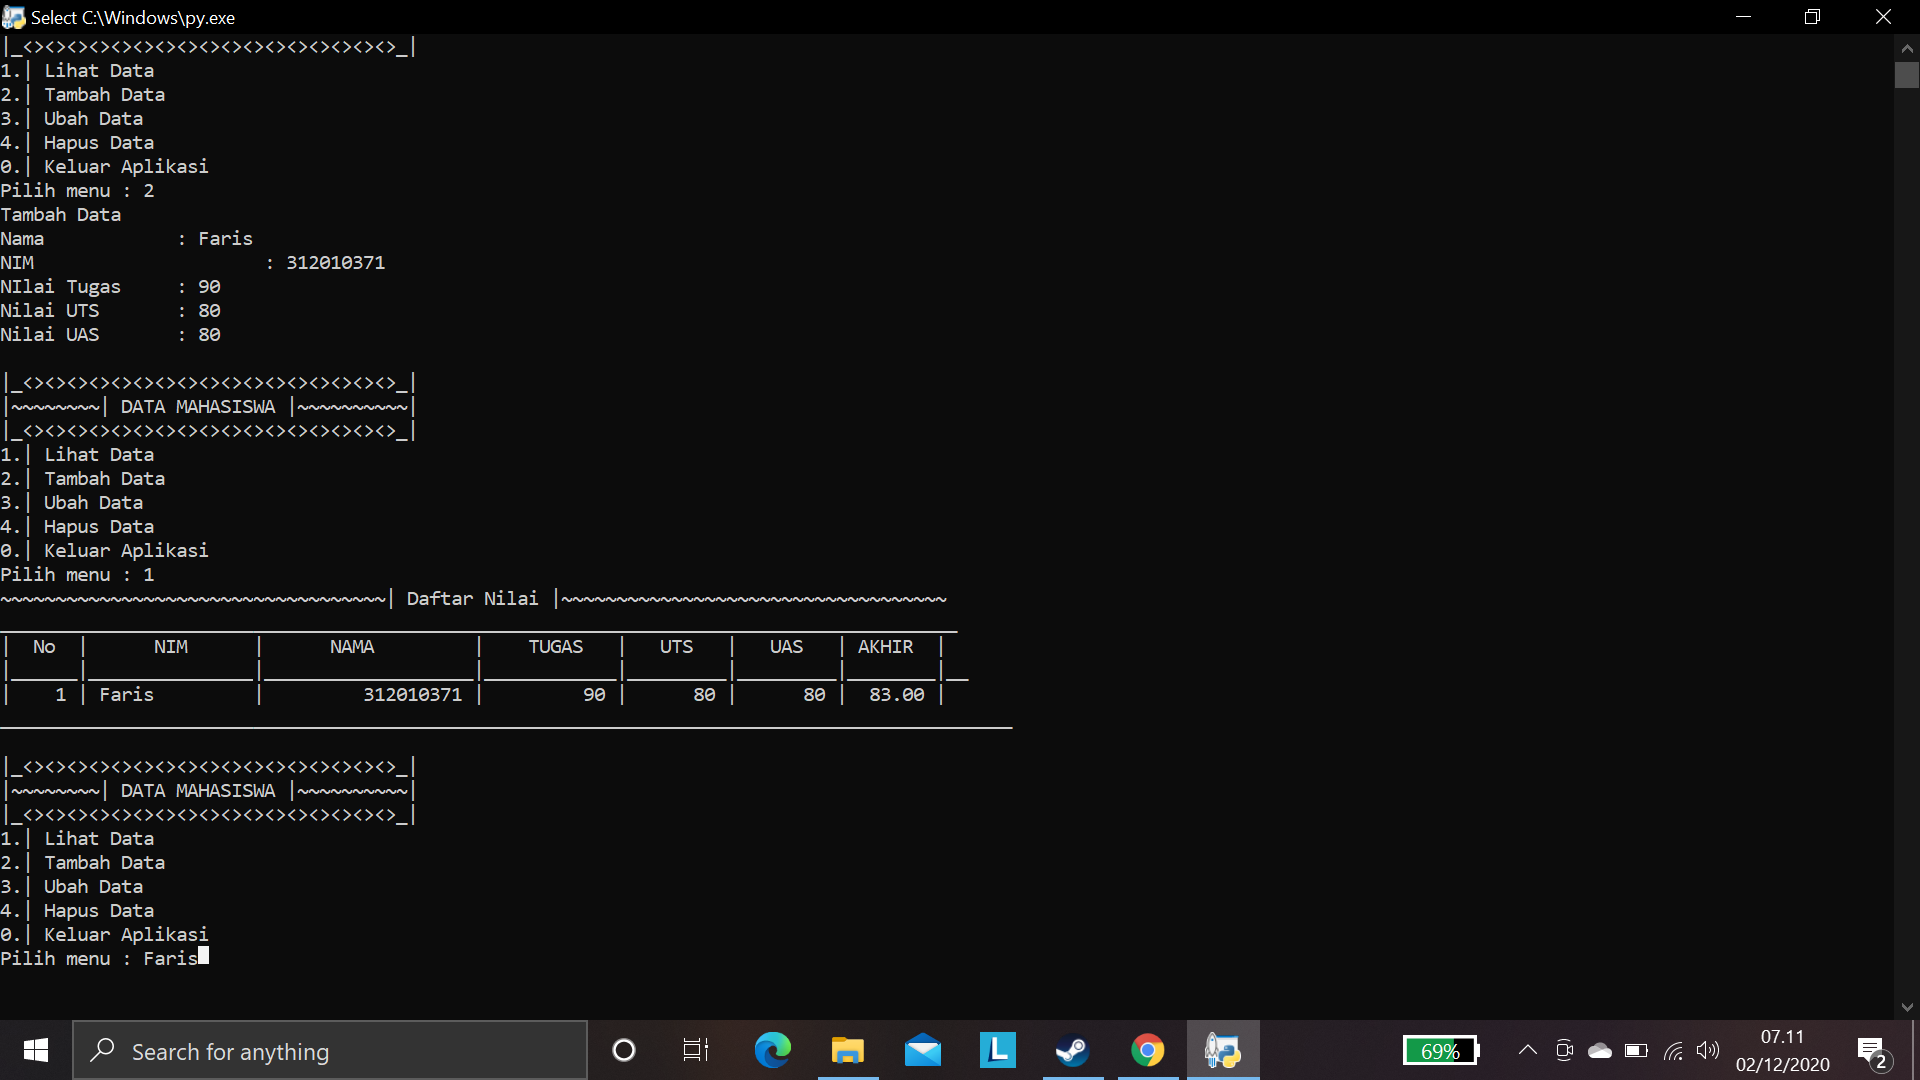 Select C:\Windows\py.exe
|_<><><><><><><><><><><><><><><><><>_|
1.| Lihat Data
2.| Tambah Data
3.| Ubah Data
4.| Hapus Data
0.| Keluar Aplikasi
Pilih menu : 2
Tambah Data
Nama            : Faris
NIM                     : 312010371
NIlai Tugas     : 90
Nilai UTS       : 80
Nilai UAS       : 80
|_<><><><><><><><><><><><><><><><><>_|
|~~~~~~~~| DATA MAHASISWA |~~~~~~~~~~|
|_<><><><><><><><><><><><><><><><><>_|
1.| Lihat Data
2.| Tambah Data
3.| Ubah Data
4.| Hapus Data
0.| Keluar Aplikasi
Pilih menu : 1
~~~~~~~~~~~~~~~~~~~~~~~~~~~~~~~~~~~| Daftar Nilai |~~~~~~~~~~~~~~~~~~~~~~~~~~~~~~~~~~~
|  No  |      NIM      |      NAMA         |    TUGAS   |   UTS   |   UAS   | AKHIR  |
|    1 | Faris         |         312010371 |         90 |      80 |      80 |  83.00 |
|_<><><><><><><><><><><><><><><><><>_|
|~~~~~~~~| DATA MAHASISWA |~~~~~~~~~~|
|_<><><><><><><><><><><><><><><><><>_|
1.| Lihat Data
2.| Tambah Data
3.| Ubah Data
4.| Hapus Data
0.| Keluar Aplikasi
Pilih menu : Faris
Search for anything
L
69%
07.11
02/12/2020
2